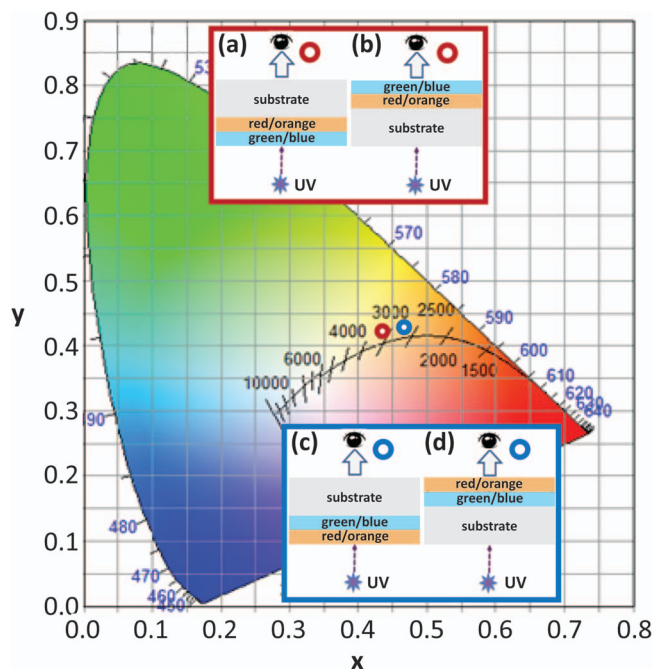 0.9
0.8
0.7
0.6
0.5
0.4
0.3
0.2
0.1
0.0
y
0.0 0.1 0.2 0.3 0.4 0.5 0.6 0.7 0.8
x
(a) (b)
substrate
red/orange
green/blue
UV
green/blue
red/orange
substrate
UV
570
580
590
600
610
620
630
640
2500
3000
4000
6000
10000
2000
1500
90
480
470
460
450
(c) (d)
substrate
green/blue
red/orange
UV
red/orange
green/blue
substrate
UV